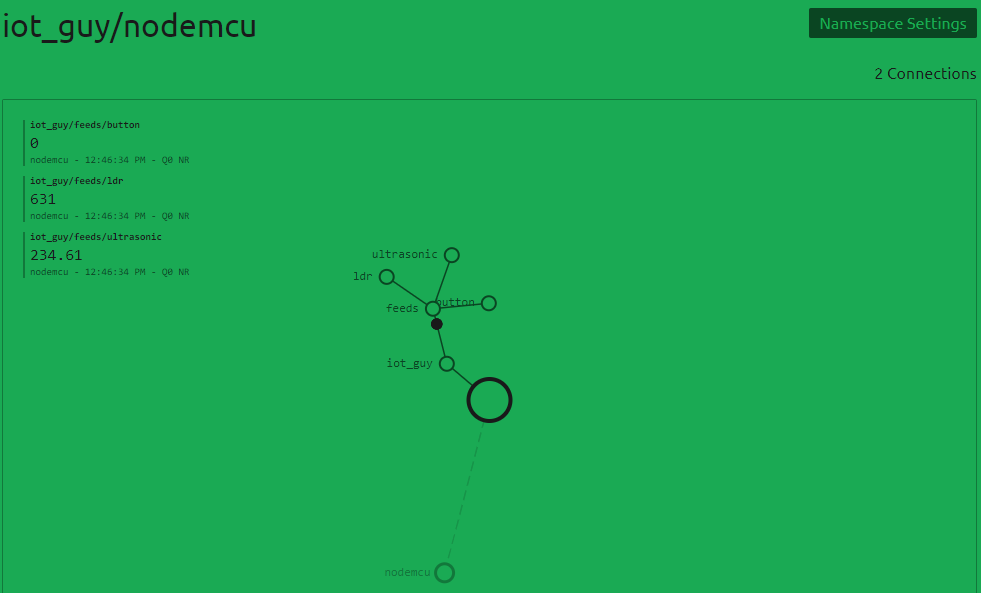 iot_guy/nodemcu
Namespace Settings
2 Connections
iot_guy/feeds/button
0
nodemcu - 12:46:34 PM - Q0 NR
iot_guy/feeds/ldr
631
nodemcu - 12:46:34 PM - Q0 NR
iot_guy/feeds/ultrasonic
234.61
nodemcu - 12:46:34 PM - Q0 NR
ultrasonic
ldr
feeds
button
iot_guy
nodemcu